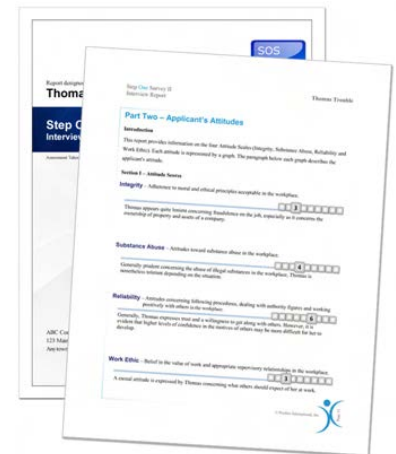 SOS
Report designed
Thoma
Step O
Interview
Assessment Taken
ABC Co
123 Main
Any town
Step One Survey II
Interview Report
Thomas Trouble
Part Two – Applicant's Attitudes
Introduction
This report provides information on the four Attitude Scales (Integrity, Substance Abuse, Reliability and
Work Ethic). Each attitude is represented by a graph. The paragraph below each graph describes the
applicant's attitude.
Section I – Attitude Scores
Integrity – Adherence to moral and ethical principles acceptable in the workplace.
3
Thomas appears quite lenient concerning fraudulence on the job, especially as it concerns the
ownership of property and assets of a company.
Substance Abuse – Attitudes toward substance abuse in the workplace.
4
Generally prudent concerning the abuse of illegal substances in the workplace, Thomas is
nonetheless tolerant depending on the situation.
Reliability – Attitudes concerning following procedures, dealing with authority figures and working
positively with others in the workplace.
6
Generally, Thomas expresses trust and a willingness to get along with others. However, it is
evident that higher levels of confidence in the motives of others may be more difficult for her to
develop.
Work Ethic – Belief in the value of work and appropriate supervisory relationships in the workplace.
3
A casual attitude is expressed by Thomas concerning what others should expect of her at work.